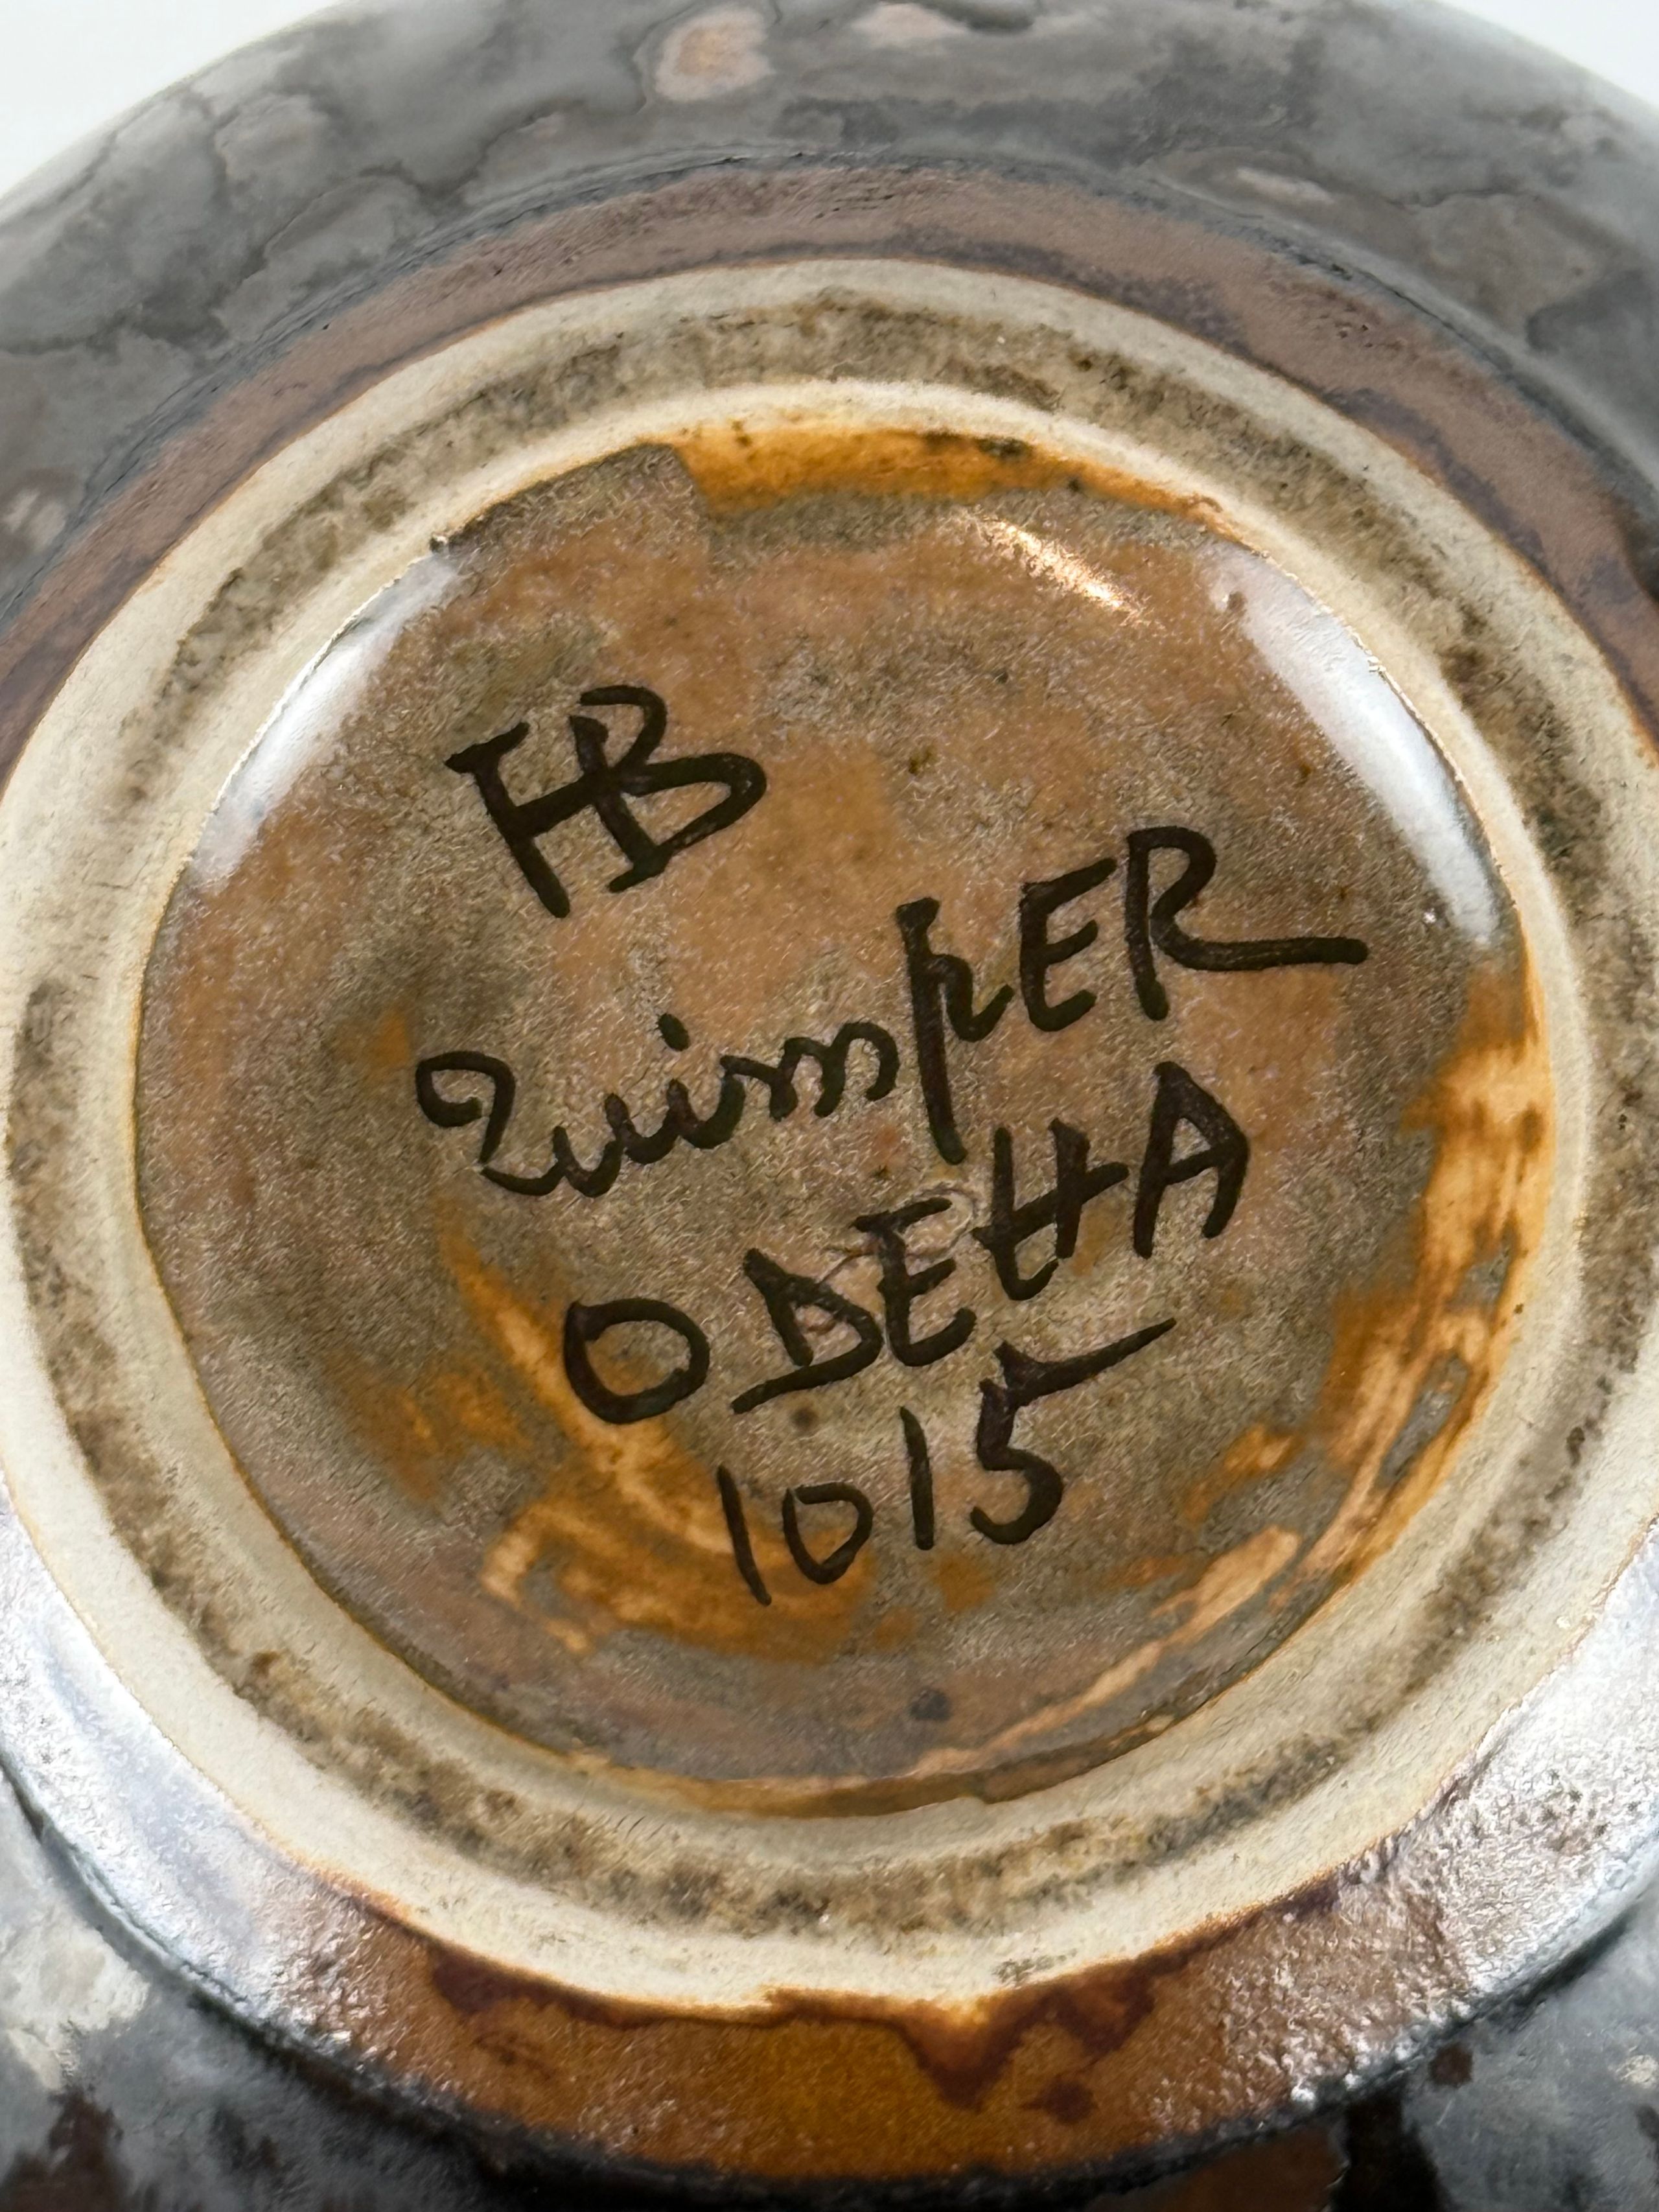 HB
QuimpER
ODETTA
1015